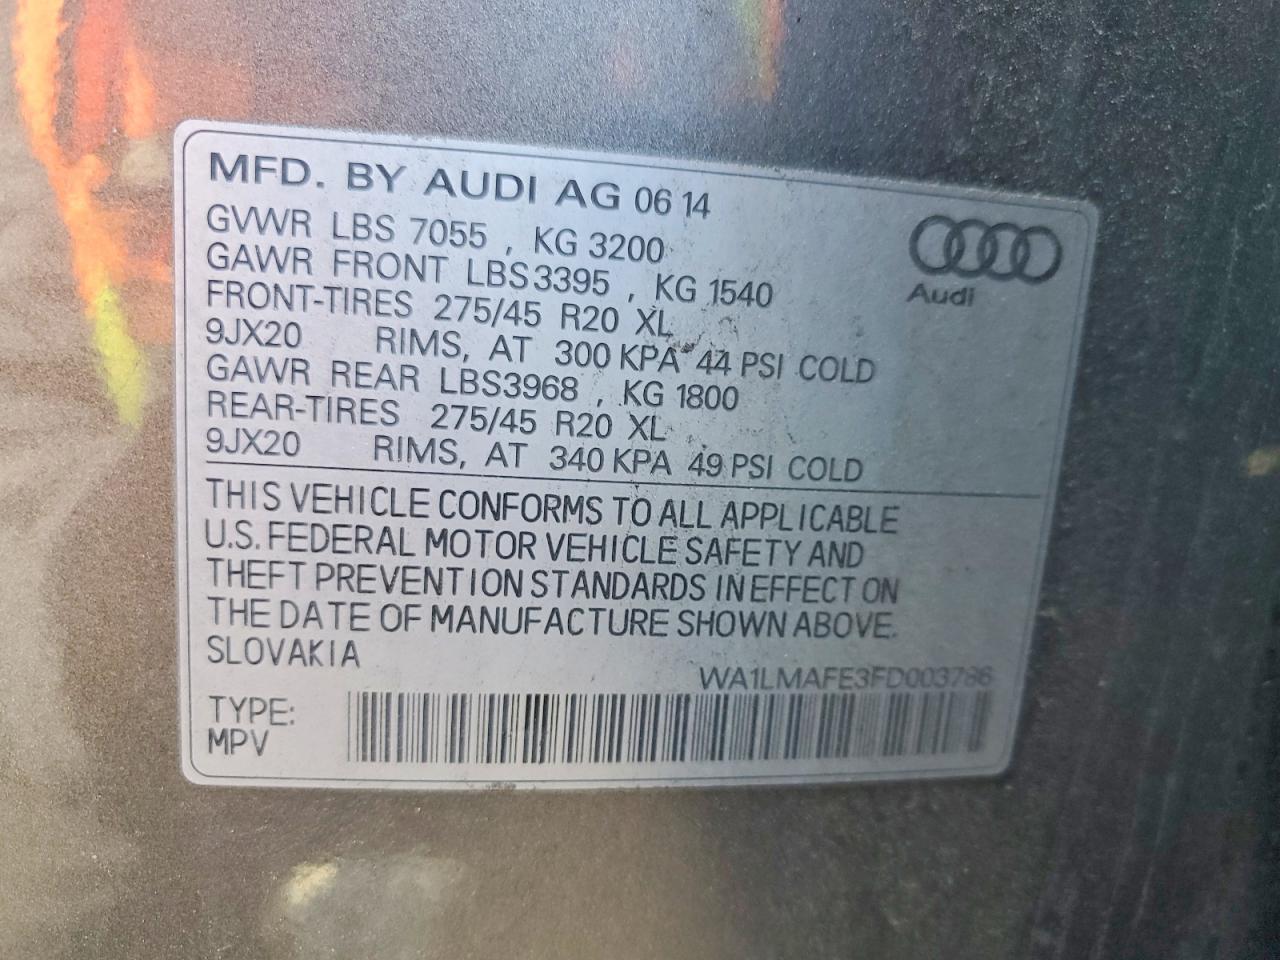 MFD. BY AUDI AG 06 14
GVWR LBS 7055 , KG 3200
GAWR FRONT LBS3395 , KG 1540
FRONT-TIRES 275/45 R20 XL
9JX20 RIMS, AT 300 KPA 44 PSI COLD
GAWR REAR LBS3968 , KG 1800
REAR-TIRES 275/45 R20 XL
9JX20 RIMS, AT 340 KPA 49 PSI COLD
Audi
THIS VEHICLE CONFORMS TO ALL APPLICABLE
U.S. FEDERAL MOTOR VEHICLE SAFETY AND
THEFT PREVENTION STANDARDS IN EFFECT ON
THE DATE OF MANUFACTURE SHOWN ABOVE.
SLOVAKIA
WA1LMAFE3FD003786
TYPE:
MPV